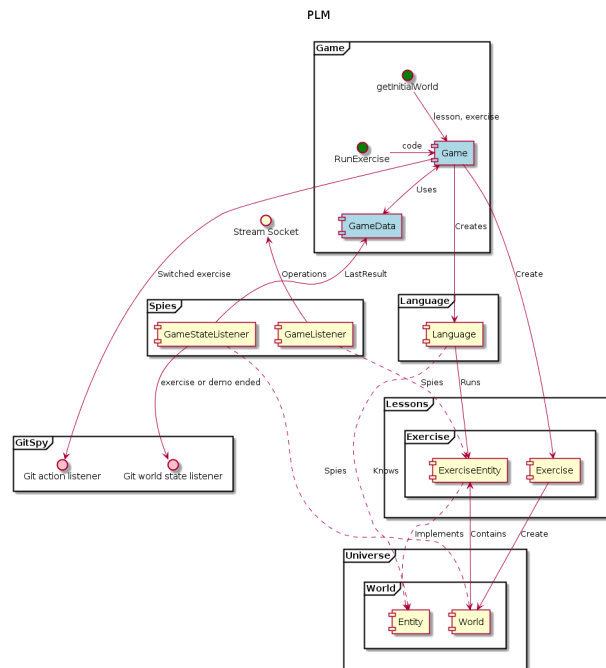 PLM
Game
getInitialWorld
lesson, exercise
code
RunExercise
Game
Uses
GameData
Stream Socket
Creates
Switched exercise
Operations
LastResult
Create
Spies
Language
GameStateListener
GameListener
Language
exercise or demo ended
Spies
Runs
Lessons
GitSpy
Exercise
Git action listener
Git world state listener
Spies
Knows
ExerciseEntity
Exercise
Implements
Contains
Create
Universe
World
Entity
World